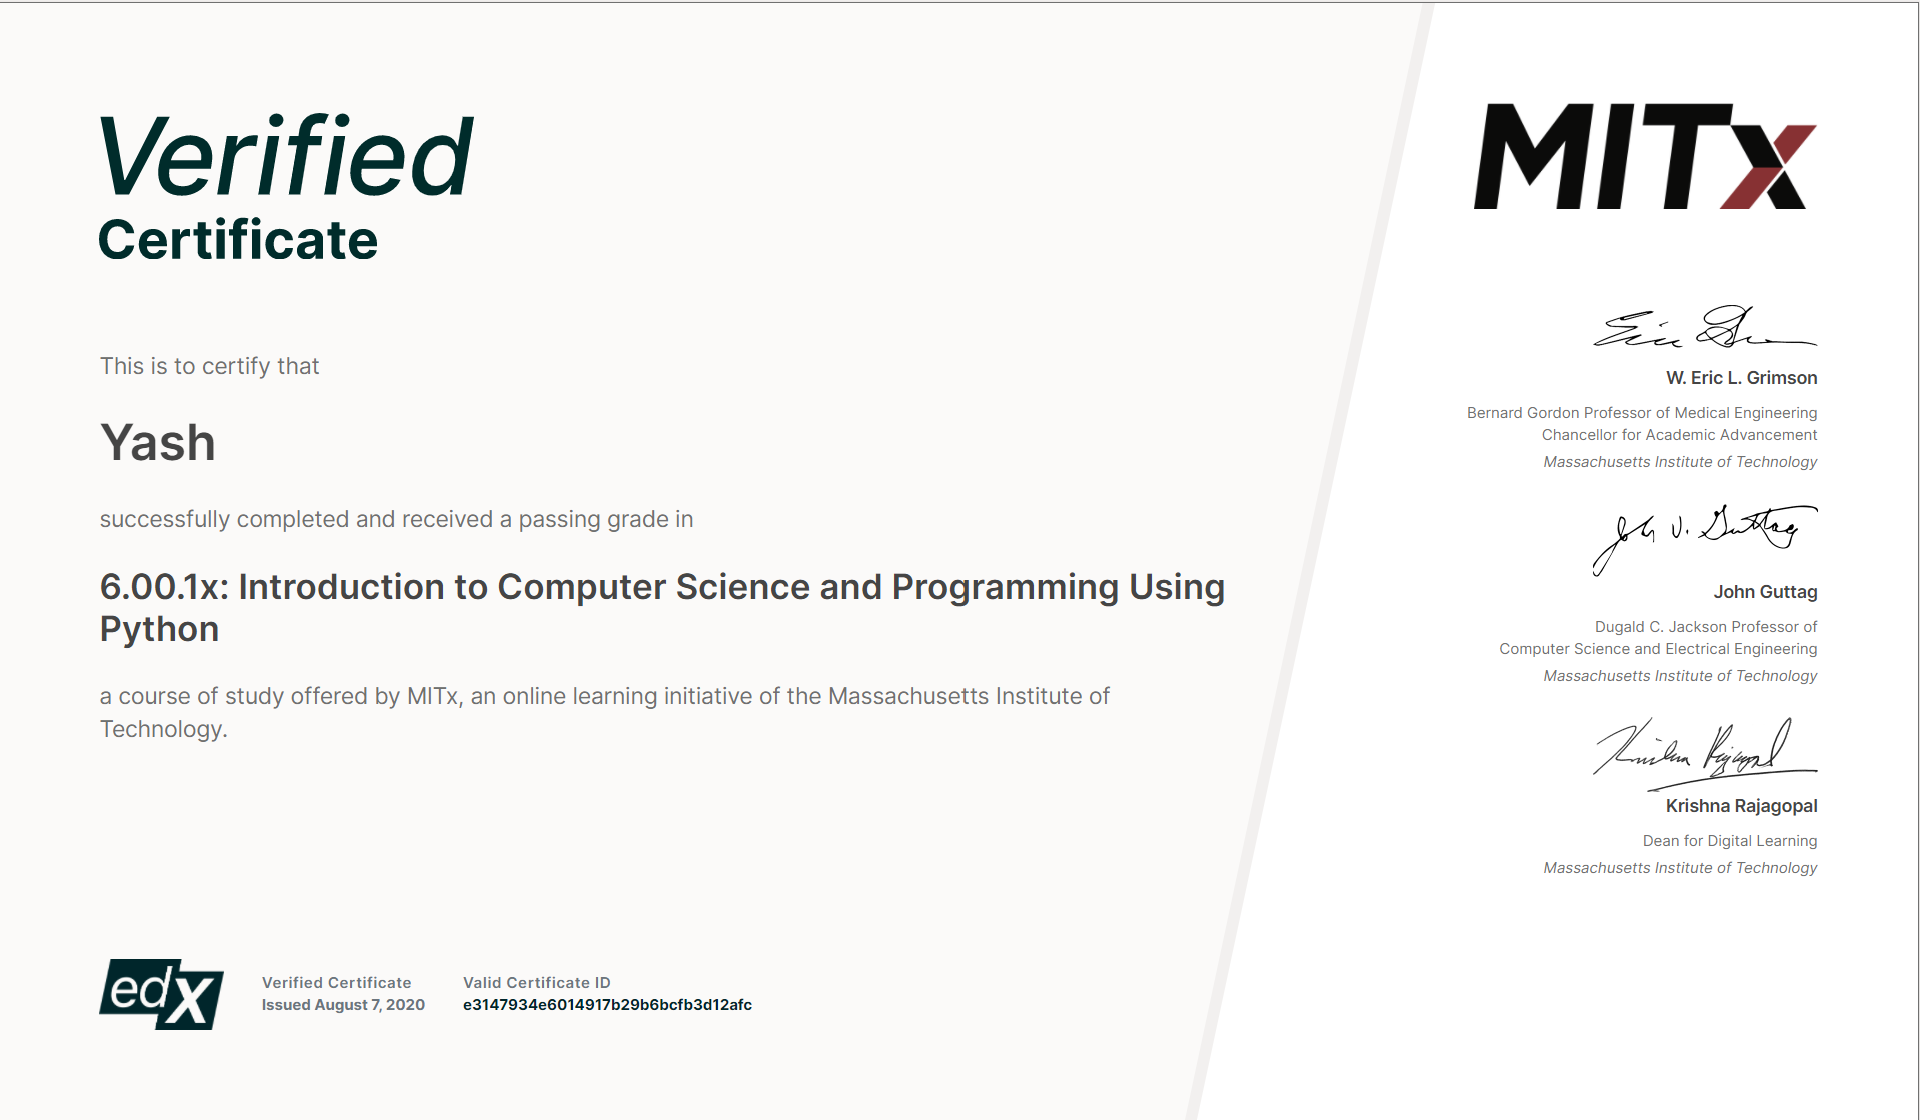 Verified
Certificate
This is to certify that
Yash
successfully completed and received a passing grade in
6.00.1x: Introduction to Computer Science and Programming Using
Python
a course of study offered by MITx, an online learning initiative of the Massachusetts Institute of
Technology.
edX
Verified Certificate
Issued August 7, 2020
Valid Certificate ID
e3147934e6014917b29b6bcfb3d12afc
MITx
W. Eric L. Grimson
Bernard Gordon Professor of Medical Engineering
Chancellor for Academic Advancement
Massachusetts Institute of Technology
John V. Guttag
John Guttag
Dugald C. Jackson Professor of
Computer Science and Electrical Engineering
Massachusetts Institute of Technology
Krishna Rajagopal
Krishna Rajagopal
Dean for Digital Learning
Massachusetts Institute of Technology